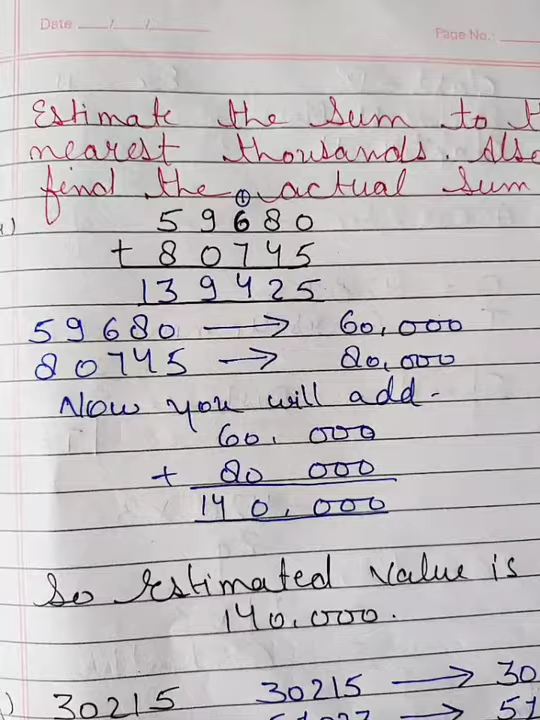 Date / / 
Page No.:
Estimate the sum to t
nearest thousands. Also
find the actual sum
1
59680
+ 80745
139425
59680 → 60,000
80745 → 80,000
Now you will add -
60,000
+ 80 000
140,000
So Estimated value is
140,000.
) 30215 30215 → 30
51